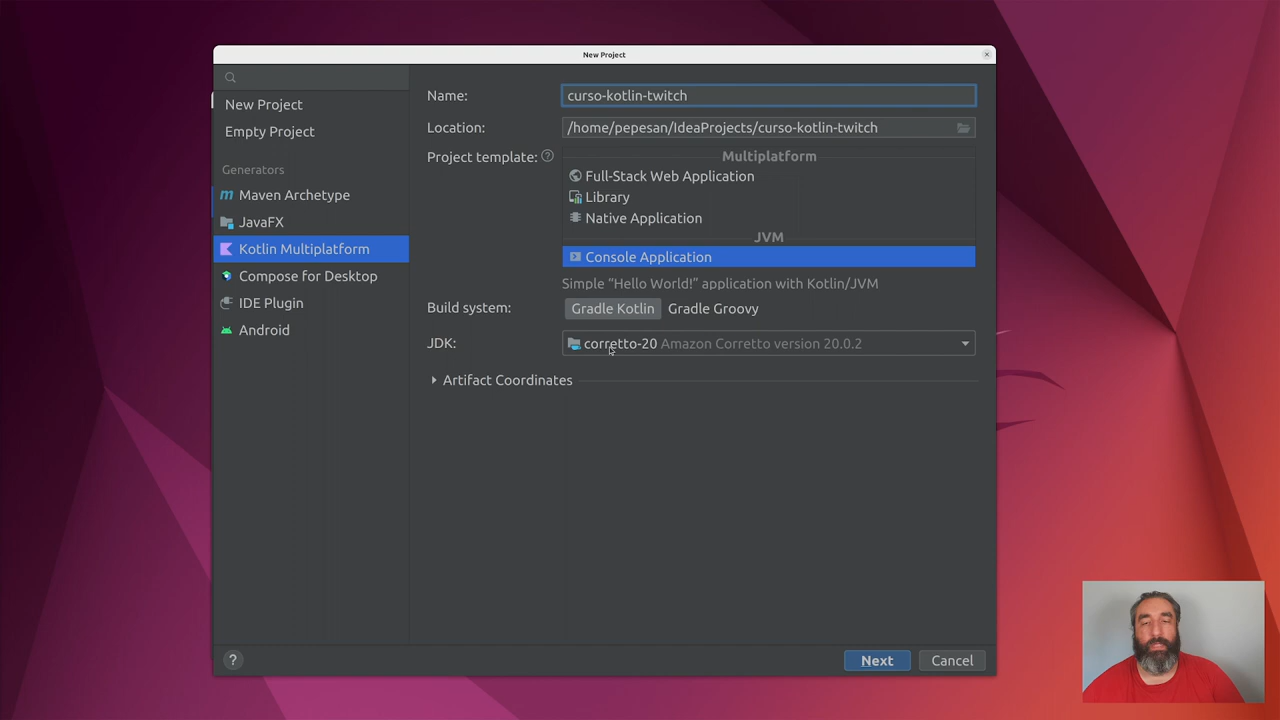 New Project
New Project
Empty Project
Generators
Maven Archetype
JavaFX
Kotlin Multiplatform
Compose for Desktop
IDE Plugin
Android
Name:
curso-kotlin-twitch
Location:
/home/pepesan/IdeaProjects/curso-kotlin-twitch
Project template:
Multiplatform
Full-Stack Web Application
Library
Native Application
JVM
Console Application
Simple “Hello World!” application with Kotlin/JVM
Build system:
Gradle Kotlin
Gradle Groovy
JDK:
corretto-20 Amazon Corretto version 20.0.2
Artifact Coordinates
?
Next
Cancel